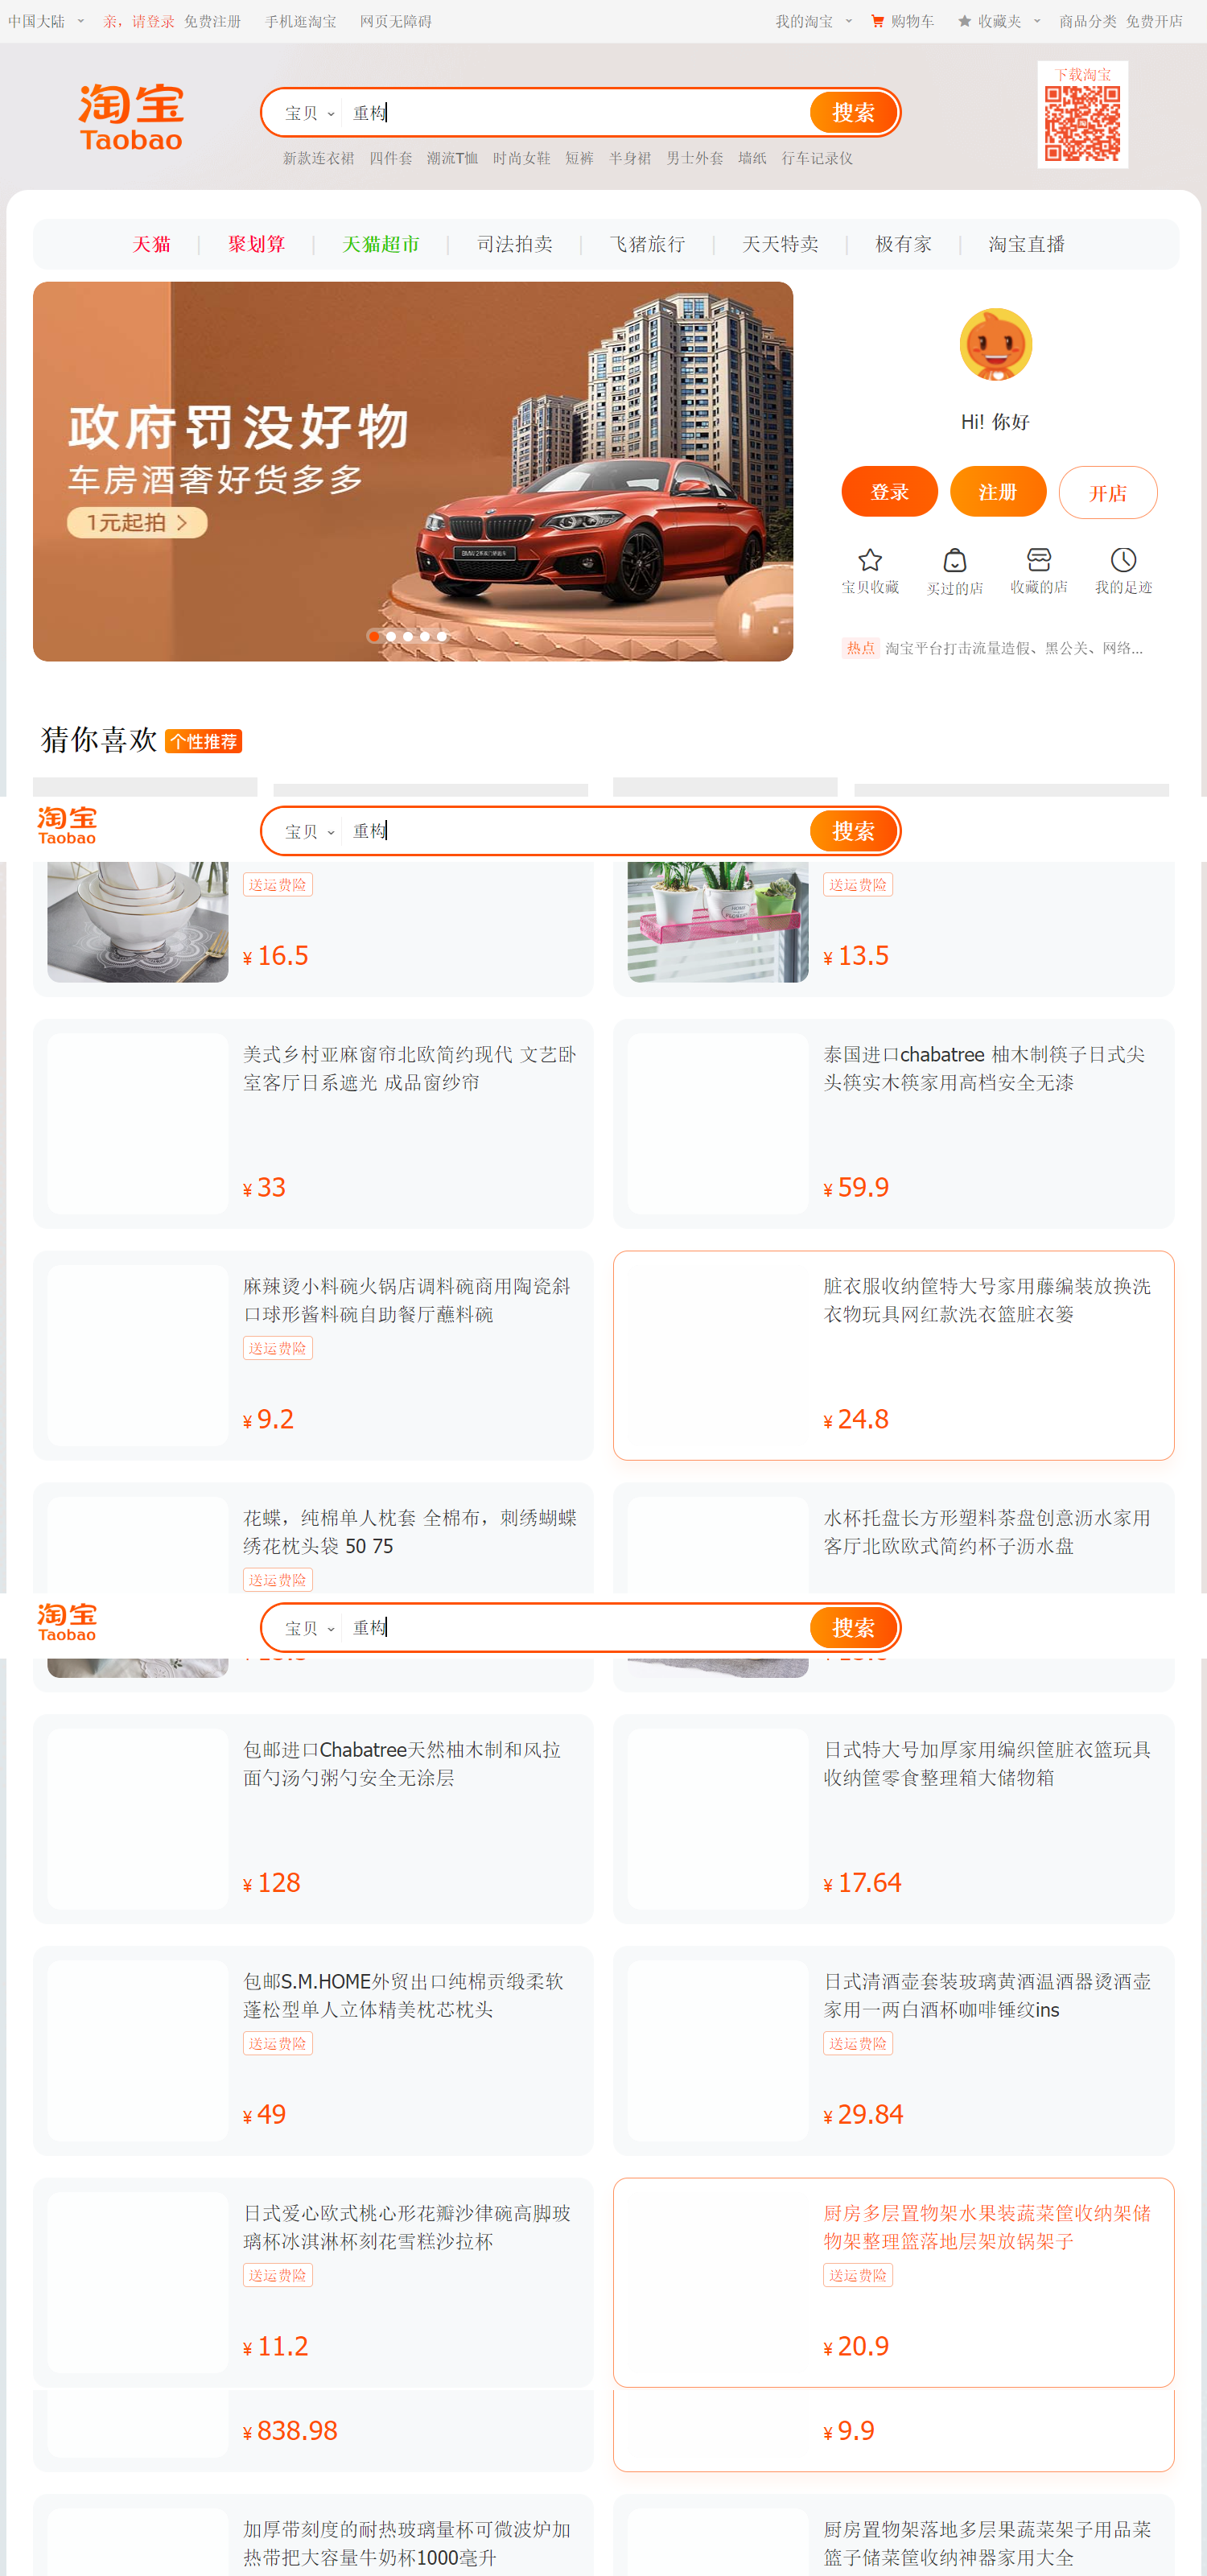 中国大陆 亲，请登录 免费注册 手机逛淘宝 网页无障碍 我的淘宝 购物车 收藏夹 商品分类 免费开店
下载淘宝
淘宝
Taobao
宝贝 重构 搜索
新款连衣裙 四件套 潮流T恤 时尚女鞋 短裤 半身裙 男士外套 墙纸 行车记录仪
天猫 聚划算 天猫超市 司法拍卖 飞猪旅行 天天特卖 极有家 淘宝直播
政府罚没好物
车房酒奢好货多多
1元起拍 >
Hi! 你好
登录 注册 开店
宝贝收藏 买过的店 收藏的店 我的足迹
热点 淘宝平台打击流量造假、黑公关、网络...
猜你喜欢 个性推荐
淘宝
Taobao
宝贝 重构 搜索
送运费险
¥ 16.5
送运费险
¥ 13.5
美式乡村亚麻窗帘北欧简约现代 文艺卧
室客厅日系遮光 成品窗纱帘
¥ 33
泰国进口chabatree 柚木制筷子日式尖
头筷实木筷家用高档安全无漆
¥ 59.9
麻辣烫小料碗火锅店调料碗商用陶瓷斜
口球形酱料碗自助餐厅蘸料碗
送运费险
¥ 9.2
脏衣服收纳筐特大号家用藤编装放换洗
衣物玩具网红款洗衣篮脏衣篓
¥ 24.8
花蝶，纯棉单人枕套 全棉布，刺绣蝴蝶
绣花枕头袋 50 75
送运费险
水杯托盘长方形塑料茶盘创意沥水家用
客厅北欧欧式简约杯子沥水盘
淘宝
Taobao
宝贝 重构 搜索
包邮进口Chabatree天然柚木制和风拉
面勺汤勺粥勺安全无涂层
¥ 128
日式特大号加厚家用编织筐脏衣篮玩具
收纳筐零食整理箱大储物箱
¥ 17.64
包邮S.M.HOME外贸出口纯棉贡缎柔软
蓬松型单人立体精美枕芯枕头
送运费险
¥ 49
日式清酒壶套装玻璃黄酒温酒器烫酒壶
家用一两白酒杯咖啡锤纹ins
送运费险
¥ 29.84
日式爱心欧式桃心形花瓣沙律碗高脚玻
璃杯冰淇淋杯刻花雪糕沙拉杯
送运费险
¥ 11.2
厨房多层置物架水果装蔬菜筐收纳架储
物架整理篮落地层架放锅架子
送运费险
¥ 20.9
¥ 838.98
¥ 9.9
加厚带刻度的耐热玻璃量杯可微波炉加
热带把大容量牛奶杯1000毫升
厨房置物架落地多层果蔬菜架子用品菜
篮子储菜筐收纳神器家用大全